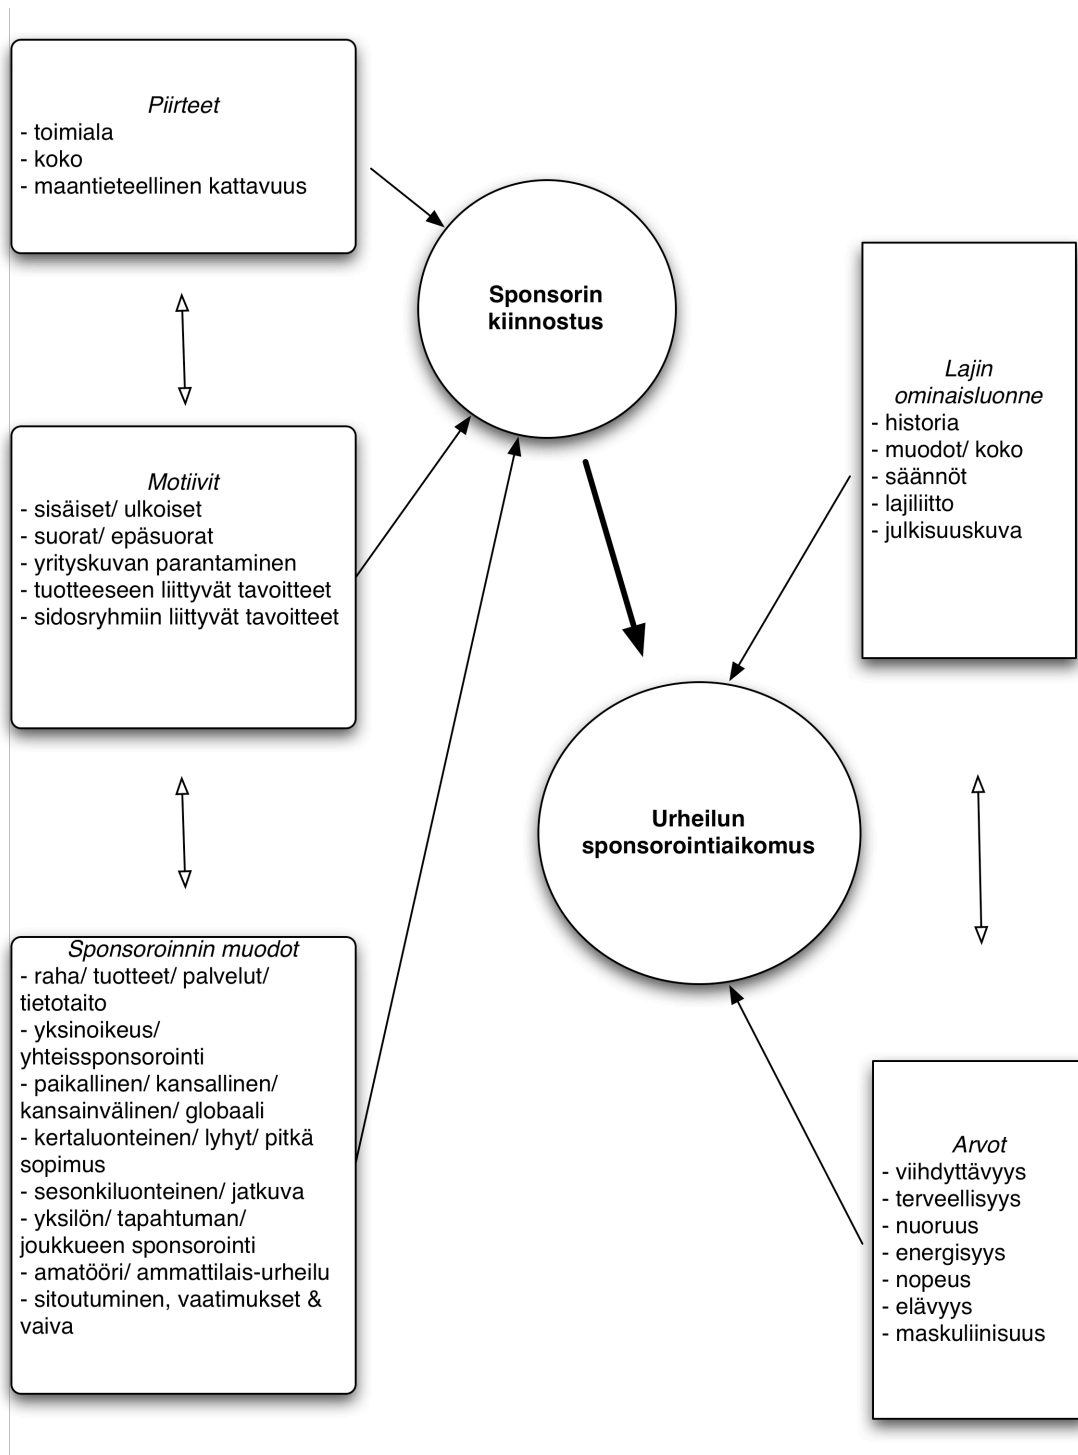 Piirteet
- toimiala
- koko
- maantieteellinen kattavuus
Sponsorin
kiinnostus
Motiivit
- sisäiset/ ulkoiset
- suorat/ epäsuorat
- yrityskuvan parantaminen
- tuotteeseen liittyvät tavoitteet
- sidosryhmiin liittyvät tavoitteet
Lajin
ominaisluonne
- historia
- muodot/ koko
- säännöt
- lajiliitto
- julkisuuskuva
Urheilun
sponsorointiaikomus
Sponsoroinnin muodot
- raha/ tuotteet/ palvelut/
tietotaito
- yksinoikeus/
yhteissponsorointi
- paikallinen/ kansallinen/
kansainvälinen/ globaali
- kertaluonteinen/ lyhyt/ pitkä
sopimus
- sesonkiluonteinen/ jatkuva
- yksilön/ tapahtuman/
joukkueen sponsorointi
- amatööri/ ammattilais-urheilu
- sitoutuminen, vaatimukset &
vaiva
Arvot
- viihdyttävyys
- terveellisyys
- nuoruus
- energisyys
- nopeus
- elävyys
- maskuliinisuus